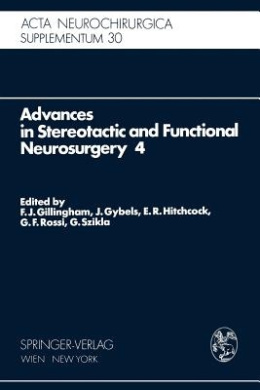 ACTA NEUROCHIRURGICA
SUPPLEMENTUM 30
Advances
in Stereotactic and Functional
Neurosurgery 4
Edited by
F. J. Gillingham, J. Gybels, E. R. Hitchcock,
G. F. Rossi, G. Szikla
SPRINGER-VERLAG
WIEN NEW YORK